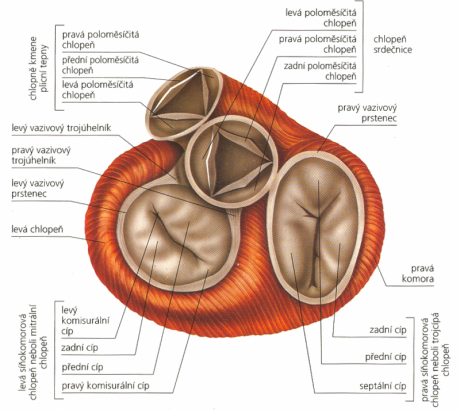 chlopně kmene
plicní tepny
pravá poloměsíčitá
chlopeň
přední poloměsíčitá
chlopeň
levá poloměsíčitá
chlopeň
levá poloměsíčitá
chlopeň
pravá poloměsíčitá
chlopeň
zadní poloměsíčitá
chlopeň
chlopeň
srdečnice
pravý vazivový
prstenec
levý vazivový trojúhelník
pravý vazivový
trojúhelník
levý vazivový
prstenec
levá chlopeň
pravá
komora
levá síňokomorová
chlopeň neboli mitrální
chlopeň
levý
komisurální
cíp
zadní cíp
přední cíp
pravý komisurální cíp
zadní cíp
přední cíp
septální cíp
pravá síňokomorová
chlopeň neboli trojcípá
chlopeň